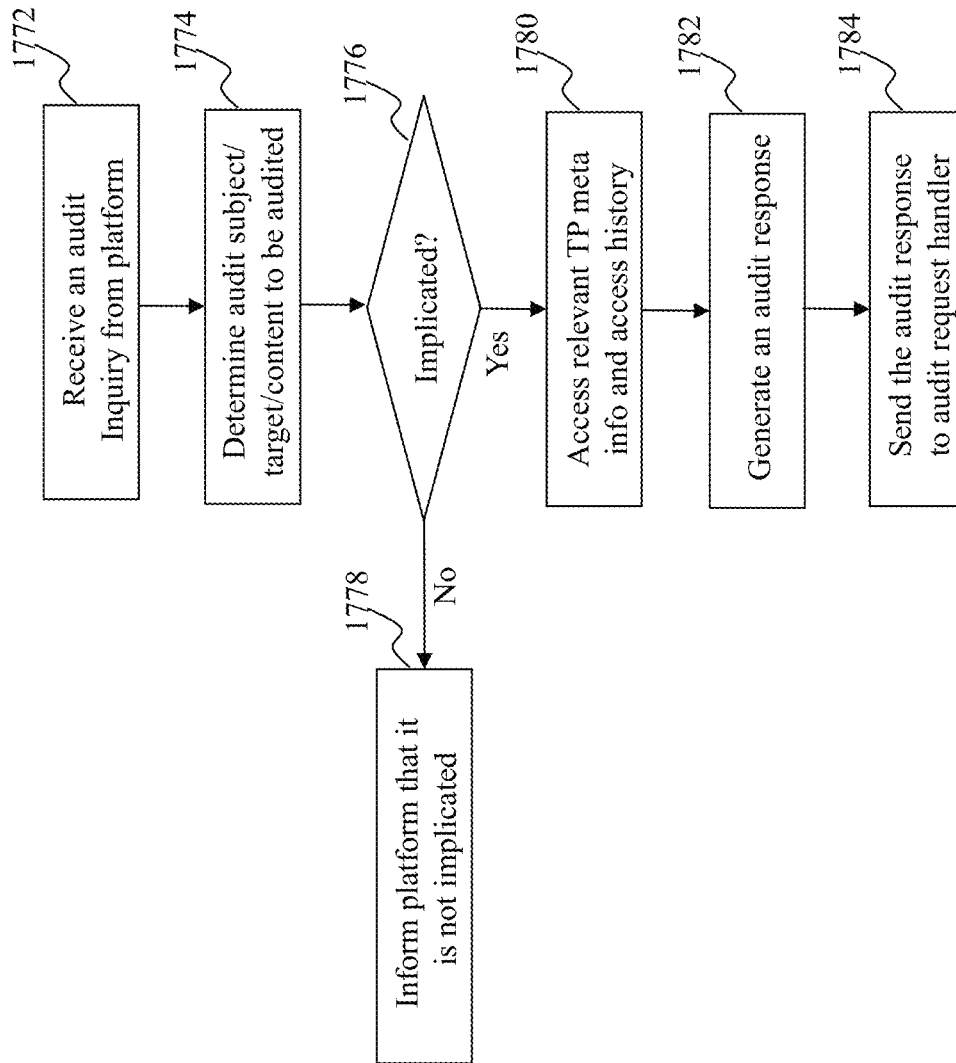 1772
Receive an audit
Inquiry from platform
1774
Determine audit subject/
target/content to be audited
1776
Implicated?
No
Yes
1778
Inform platform that it
is not implicated
1780
Access relevant TP meta
info and access history
1782
Generate an audit response
1784
Send the audit response
to audit request handler